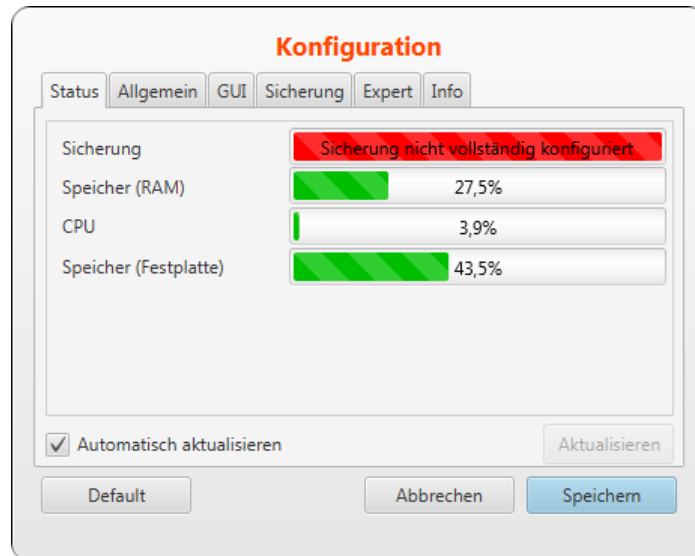 Konfiguration
Status Allgemein GUI Sicherung Expert Info
Sicherung Sicherung nicht vollständig konfiguriert
Speicher (RAM) 27,5%
CPU 3,9%
Speicher (Festplatte) 43,5%
Automatisch aktualisieren Aktualisieren
Default Abbrechen Speichern